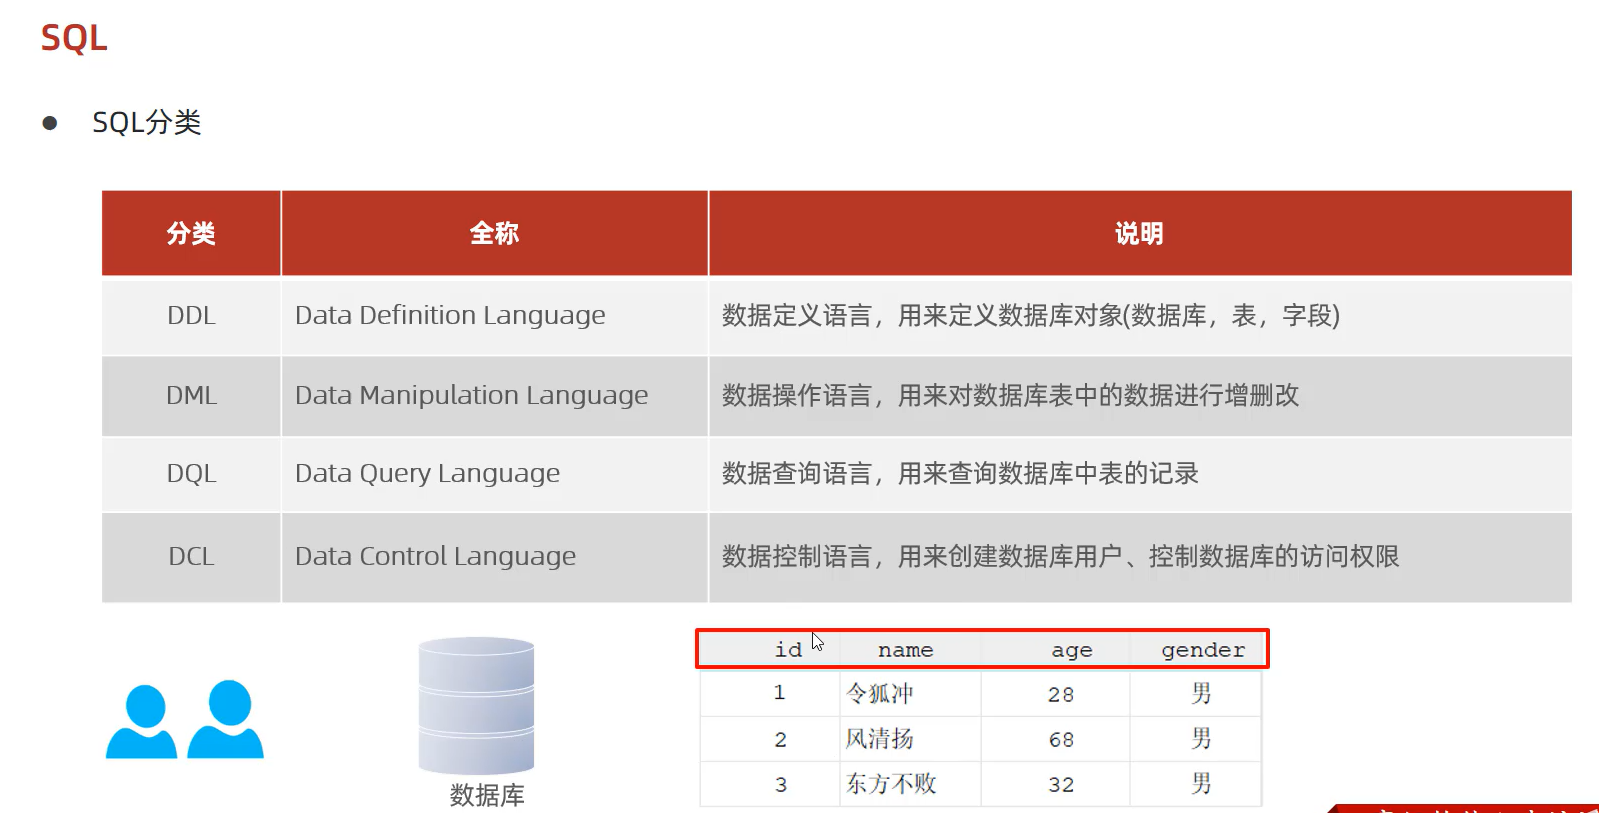 SQL
SQL分类
分类 全称 说明
DDL Data Definition Language 数据定义语言，用来定义数据库对象(数据库，表，字段)
DML Data Manipulation Language 数据操作语言，用来对数据库表中的数据进行增删改
DQL Data Query Language 数据查询语言，用来查询数据库中表的记录
DCL Data Control Language 数据控制语言，用来创建数据库用户、控制数据库的访问权限
id name age gender
1 令狐冲 28 男
2 风清扬 68 男
3 东方不败 32 男
数据库